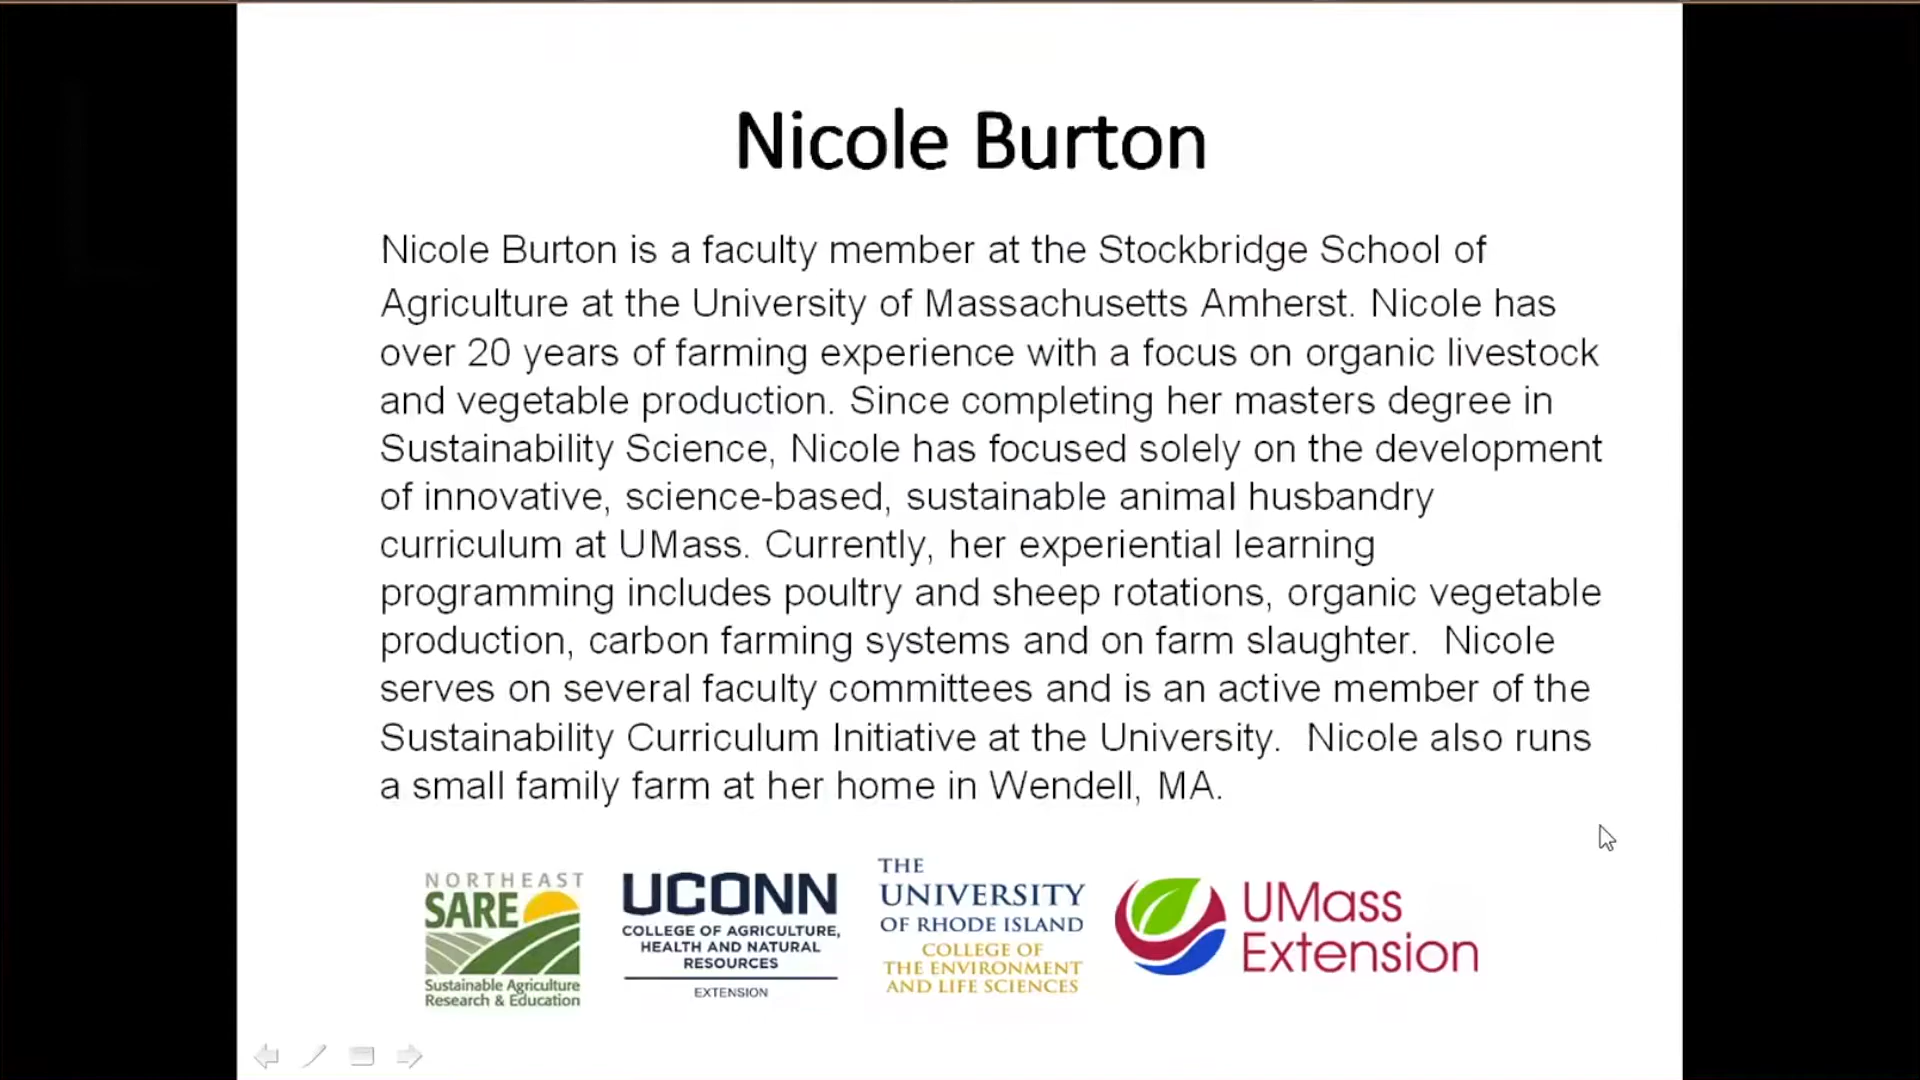 Nicole Burton
Nicole Burton is a faculty member at the Stockbridge School of
Agriculture at the University of Massachusetts Amherst. Nicole has
over 20 years of farming experience with a focus on organic livestock
and vegetable production. Since completing her masters degree in
Sustainability Science, Nicole has focused solely on the development
of innovative, science-based, sustainable animal husbandry
curriculum at UMass. Currently, her experiential learning
programming includes poultry and sheep rotations, organic vegetable
production, carbon farming systems and on farm slaughter.  Nicole
serves on several faculty committees and is an active member of the
Sustainability Curriculum Initiative at the University.  Nicole also runs
a small family farm at her home in Wendell, MA.
NORTHEAST
SARE
Sustainable Agriculture
Research & Education
UCONN
COLLEGE OF AGRICULTURE,
HEALTH AND NATURAL
RESOURCES
EXTENSION
THE
UNIVERSITY
OF RHODE ISLAND
COLLEGE OF
THE ENVIRONMENT
AND LIFE SCIENCES
UMass
Extension